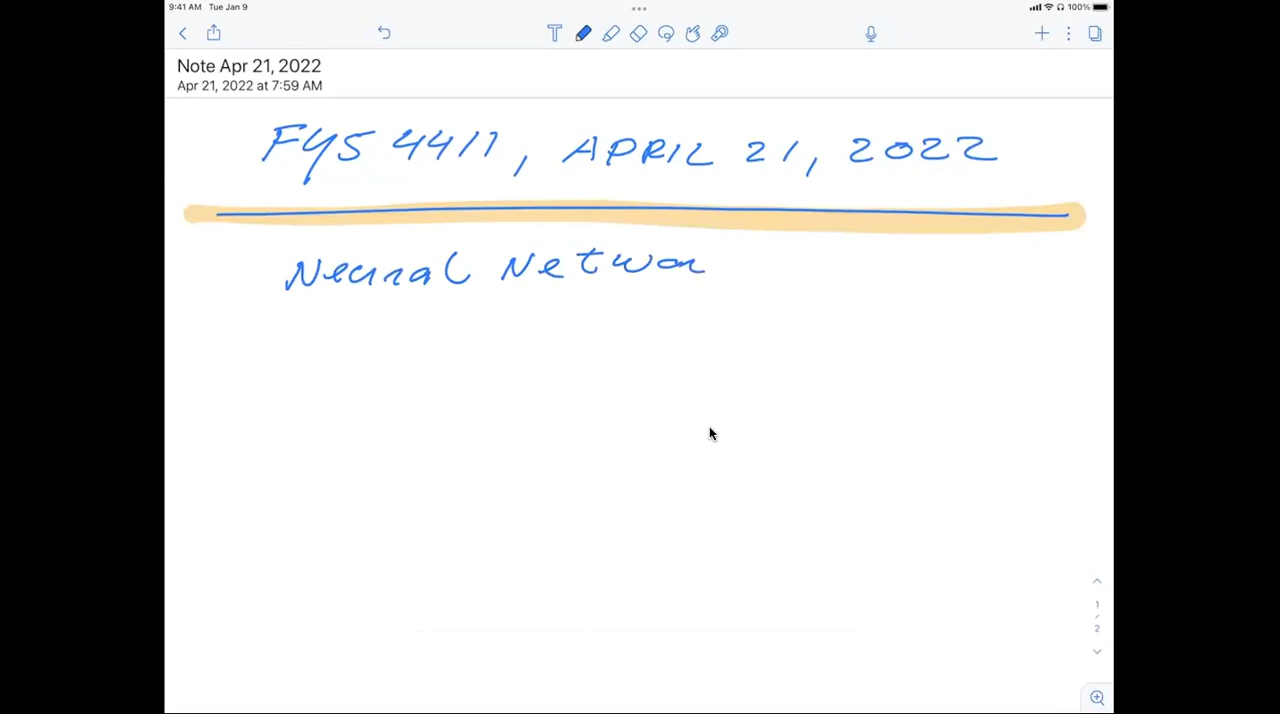 9:41 AM Tue Jan 9
100%
Note Apr 21, 2022
Apr 21, 2022 at 7:59 AM
FYS 4411, APRIL 21, 2022
Neural Networ
1
/
2